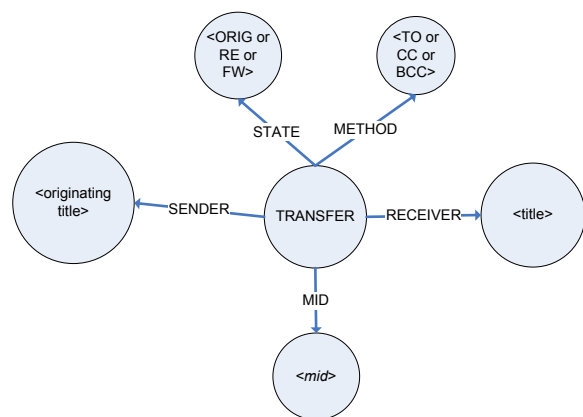 <ORIG or
RE or
FW>
<TO or
CC or
BCC>
STATE
METHOD
<originating
title>
SENDER
TRANSFER
RECEIVER
<title>
MID
<mid>